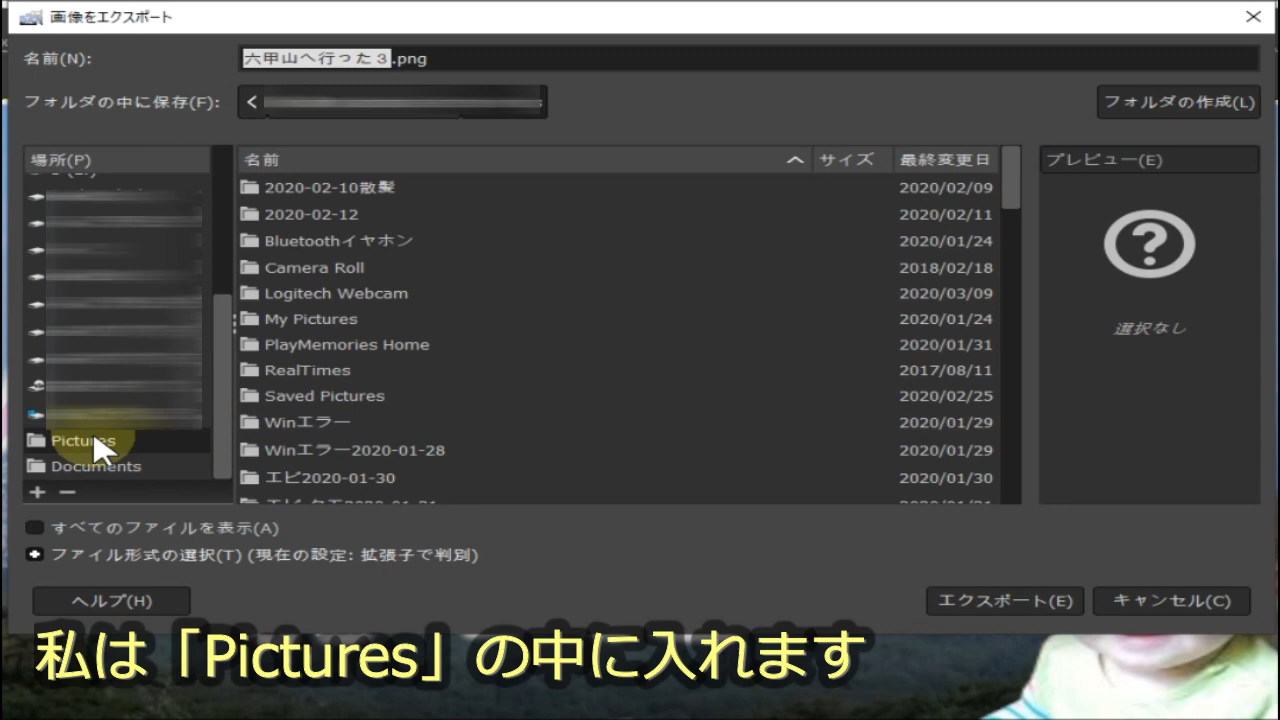 画像をエクスポート
名前(N):
六甲山へ行った３.png
フォルダの中に保存(F):
フォルダの作成(L)
場所(P)
名前 サイズ 最終変更日
プレビュー(E)
2020-02-10散髪 2020/02/09
2020-02-12 2020/02/11
Bluetoothイヤホン 2020/01/24
Camera Roll 2018/02/18
Logitech Webcam 2020/03/09
My Pictures 2020/01/24
PlayMemories Home 2020/01/31
RealTimes 2017/08/11
Saved Pictures 2020/02/25
Winエラー 2020/01/29
Winエラー2020-01-28 2020/01/29
エビ2020-01-30 2020/01/30
選択なし
Pictures
Documents
すべてのファイルを表示(A)
ファイル形式の選択(T) (現在の設定: 拡張子で判別)
ヘルプ(H)
エクスポート(E)
キャンセル(C)
私は「Pictures」の中に入れます